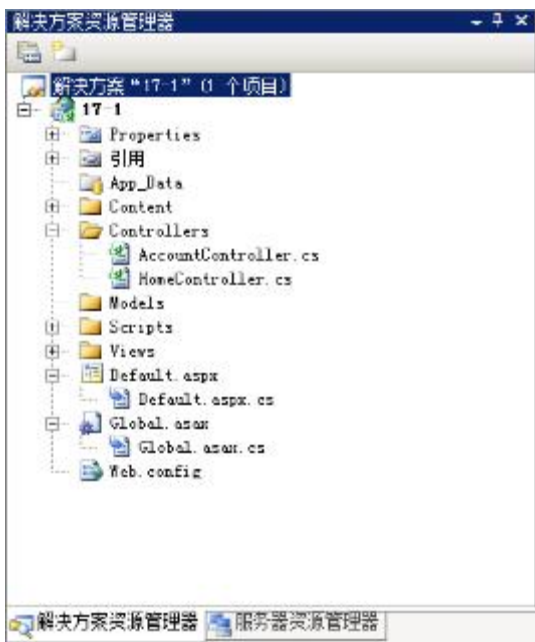 解决方案资源管理器
解决方案“17-1”(1 个项目)
17-1
Properties
引用
App_Data
Content
Controllers
AccountController.cs
HomeController.cs
Models
Scripts
Views
Default.aspx
Default.aspx.cs
Global.asax
Global.asax.cs
Web.config
解决方案资源管理器 服务器资源管理器